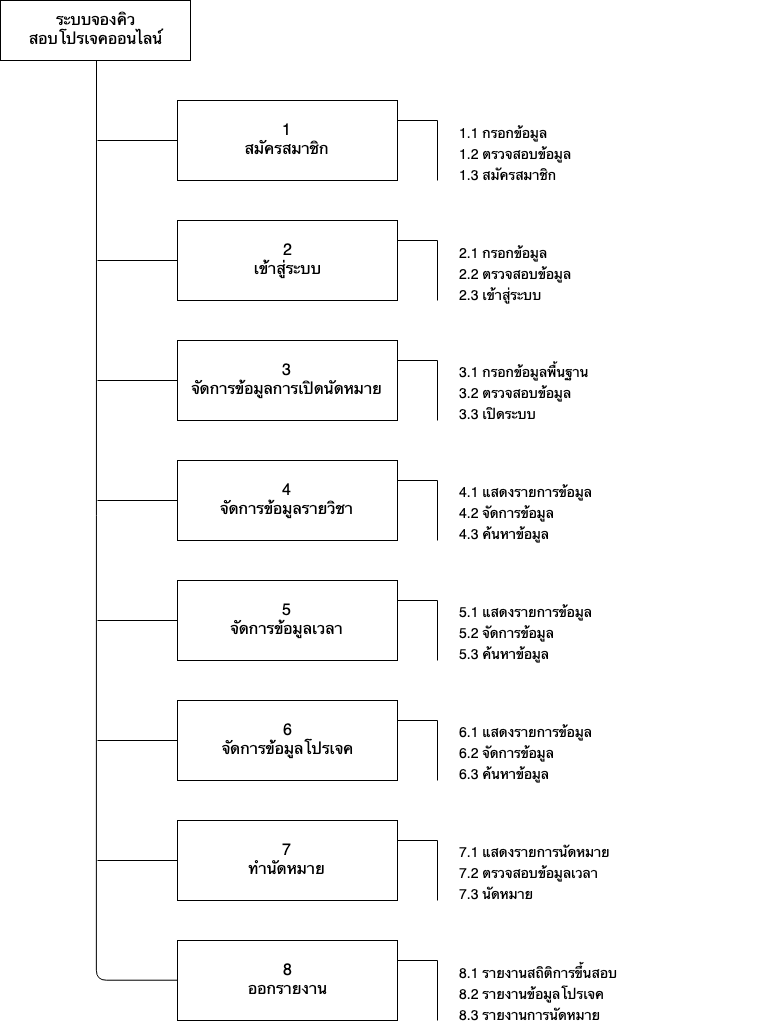 ระบบจองคิว
สอบโปรเจคออนไลน์
1
สมัครสมาชิก
1.1 กรอกข้อมูล
1.2 ตรวจสอบข้อมูล
1.3 สมัครสมาชิก
2
เข้าสู่ระบบ
2.1 กรอกข้อมูล
2.2 ตรวจสอบข้อมูล
2.3 เข้าสู่ระบบ
3
จัดการข้อมูลการเปิดนัดหมาย
3.1 กรอกข้อมูลพื้นฐาน
3.2 ตรวจสอบข้อมูล
3.3 เปิดระบบ
4
จัดการข้อมูลรายวิชา
4.1 แสดงรายการข้อมูล
4.2 จัดการข้อมูล
4.3 ค้นหาข้อมูล
5
จัดการข้อมูลเวลา
5.1 แสดงรายการข้อมูล
5.2 จัดการข้อมูล
5.3 ค้นหาข้อมูล
6
จัดการข้อมูลโปรเจค
6.1 แสดงรายการข้อมูล
6.2 จัดการข้อมูล
6.3 ค้นหาข้อมูล
7
ทำนัดหมาย
7.1 แสดงรายการนัดหมาย
7.2 ตรวจสอบข้อมูลเวลา
7.3 นัดหมาย
8
ออกรายงาน
8.1 รายงานสถิติการขึ้นสอบ
8.2 รายงานข้อมูลโปรเจค
8.3 รายงานการนัดหมาย